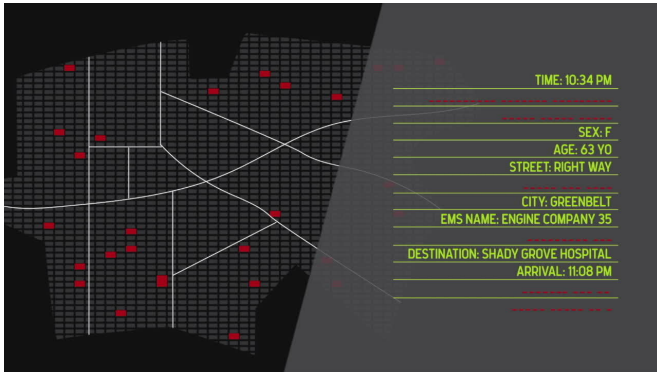 TIME: 10:34 PM
SEX: F
AGE: 63 YO
STREET: RIGHT WAY
CITY: GREENBELT
EMS NAME: ENGINE COMPANY 35
DESTINATION: SHADY GROVE HOSPITAL
ARRIVAL: 11:08 PM